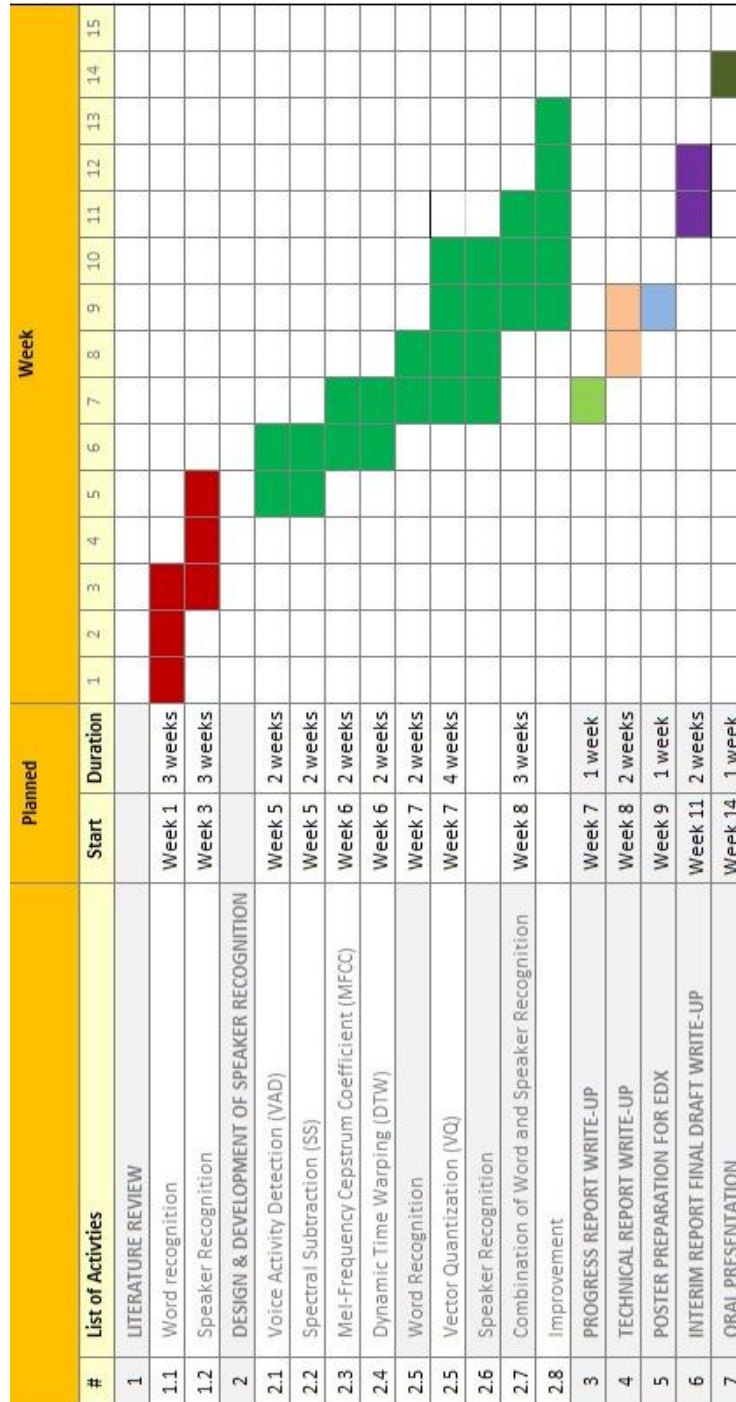 Planned Week
# List of Activties Start Duration 1 2 3 4 5 6 7 8 9 10 11 12 13 14 15
1 LITERATURE REVIEW
1.1 Word recognition Week 1 3 weeks
1.2 Speaker Recognition Week 3 3 weeks
2 DESIGN & DEVELOPMENT OF SPEAKER RECOGNITION
2.1 Voice Activity Detection (VAD) Week 5 2 weeks
2.2 Spectral Subtraction (SS) Week 5 2 weeks
2.3 Mel-Frequency Cepstrum Coefficient (MFCC) Week 6 2 weeks
2.4 Dynamic Time Warping (DTW) Week 6 2 weeks
2.5 Word Recognition Week 7 2 weeks
2.5 Vector Quantization (VQ) Week 7 4 weeks
2.6 Speaker Recognition
2.7 Combination of Word and Speaker Recognition Week 8 3 weeks
2.8 Improvement
3 PROGRESS REPORT WRITE-UP Week 7 1 week
4 TECHNICAL REPORT WRITE-UP Week 8 2 weeks
5 POSTER PREPARATION FOR EDX Week 9 1 week
6 INTERIM REPORT FINAL DRAFT WRITE-UP Week 11 2 weeks
7 ORAL PRESENTATION Week 14 1 week